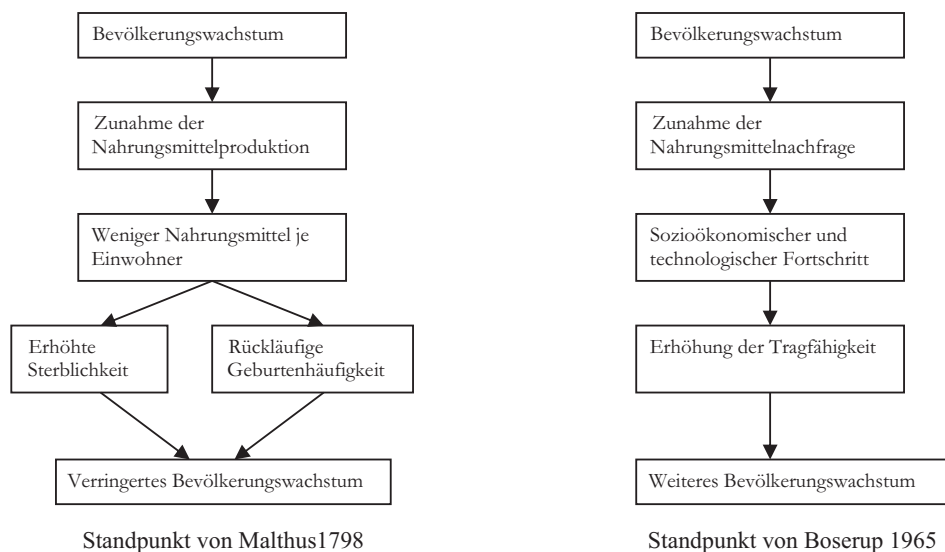 Bevölkerungswachstum
Zunahme der
Nahrungsmittelproduktion
Weniger Nahrungsmittel je
Einwohner
Erhöhte
Sterblichkeit
Rückläufige
Geburtenhäufigkeit
Verringertes Bevölkerungswachstum
Standpunkt von Malthus1798
Bevölkerungswachstum
Zunahme der
Nahrungsmittelnachfrage
Sozioökonomischer und
technologischer Fortschritt
Erhöhung der Tragfähigkeit
Weiteres Bevölkerungswachstum
Standpunkt von Boserup 1965